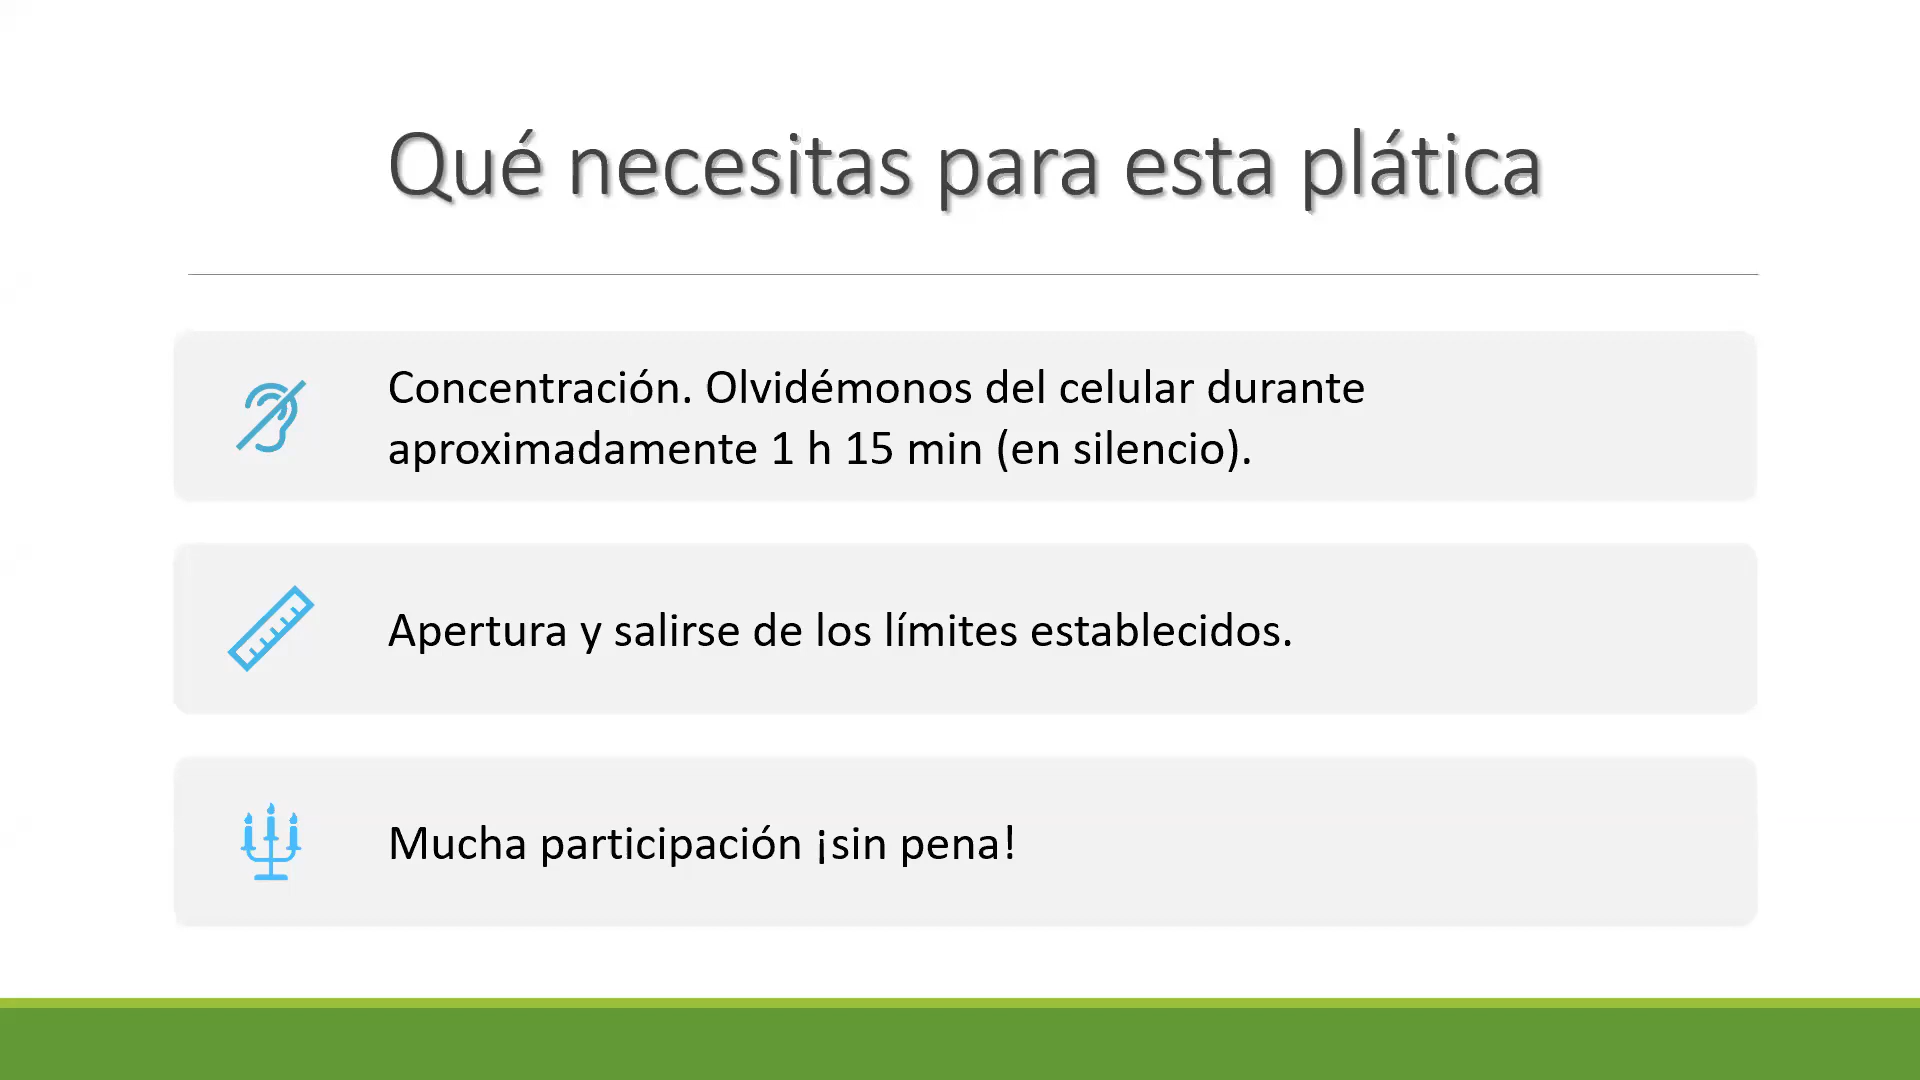 Qué necesitas para esta plática
Concentración. Olvidémonos del celular durante
aproximadamente 1 h 15 min (en silencio).
Apertura y salirse de los límites establecidos.
Mucha participación ¡sin pena!